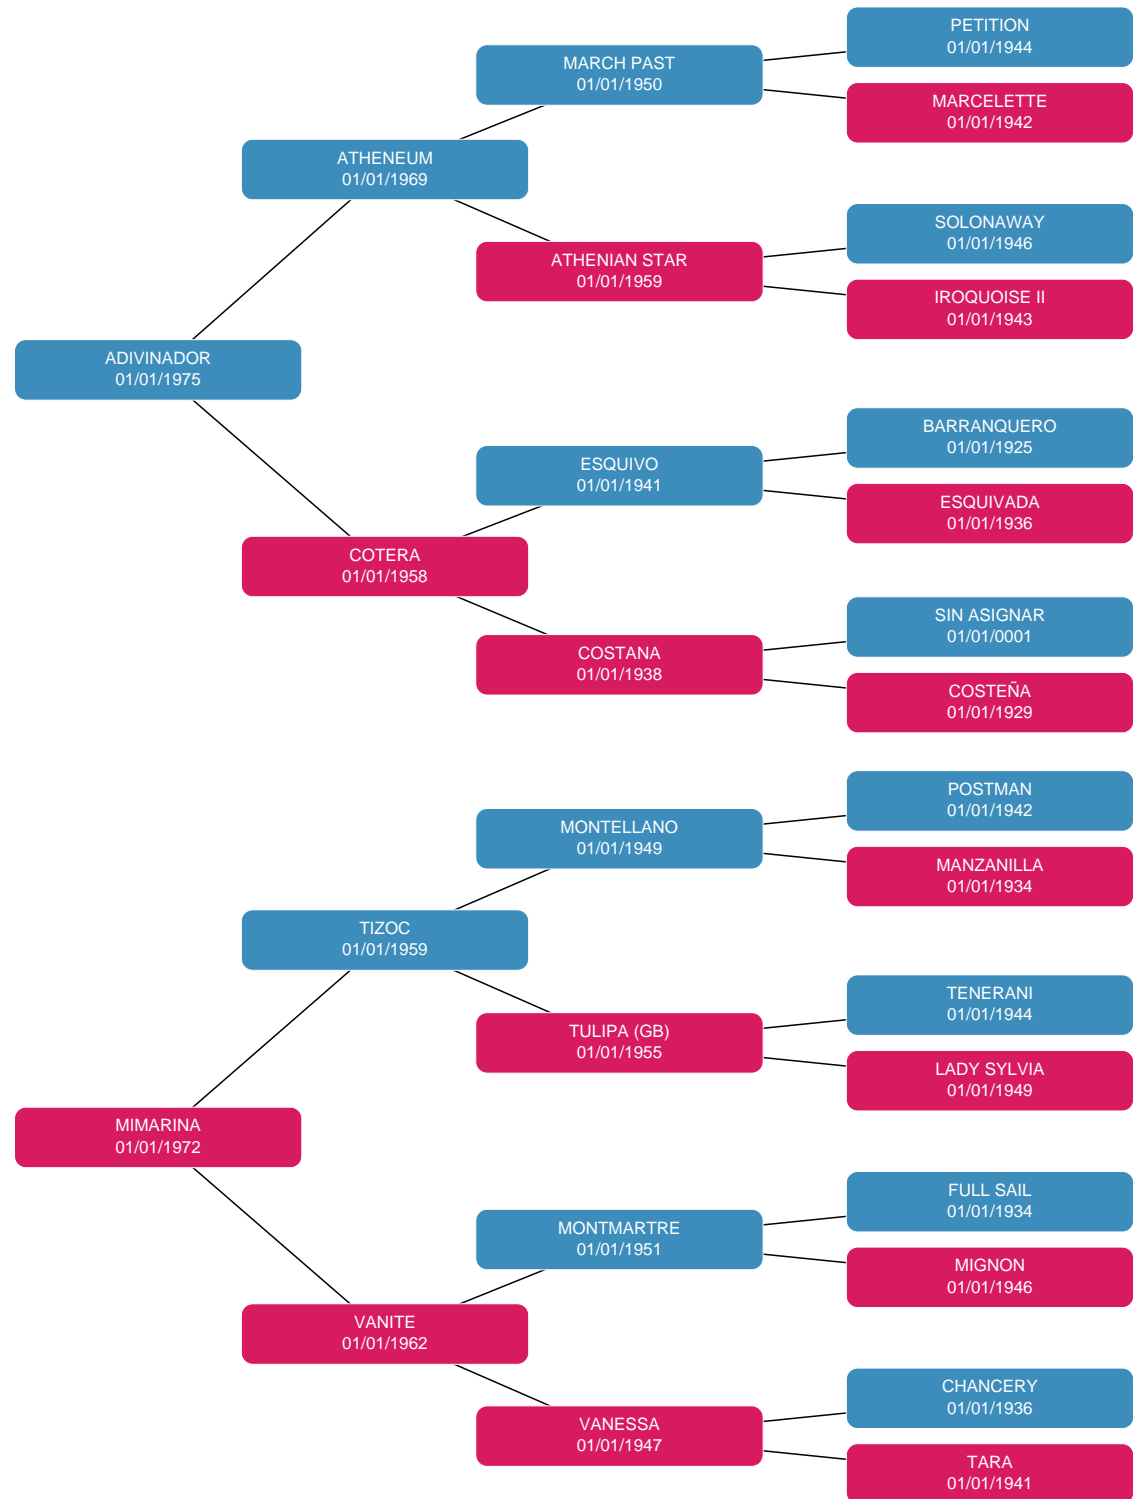 PETITION
01/01/1944
MARCH PAST
01/01/1950
MARCELETTE
01/01/1942
ATHENEUM
01/01/1969
SOLONAWAY
01/01/1946
ATHENIAN STAR
01/01/1959
IROQUOISE II
01/01/1943
ADIVINADOR
01/01/1975
BARRANQUERO
01/01/1925
ESQUIVO
01/01/1941
ESQUIVADA
01/01/1936
COTERA
01/01/1958
SIN ASIGNAR
01/01/0001
COSTANA
01/01/1938
COSTEÑA
01/01/1929
POSTMAN
01/01/1942
MONTELLANO
01/01/1949
MANZANILLA
01/01/1934
TIZOC
01/01/1959
TENERANI
01/01/1944
TULIPA (GB)
01/01/1955
LADY SYLVIA
01/01/1949
MIMARINA
01/01/1972
FULL SAIL
01/01/1934
MONTMARTRE
01/01/1951
MIGNON
01/01/1946
VANITE
01/01/1962
CHANCERY
01/01/1936
VANESSA
01/01/1947
TARA
01/01/1941